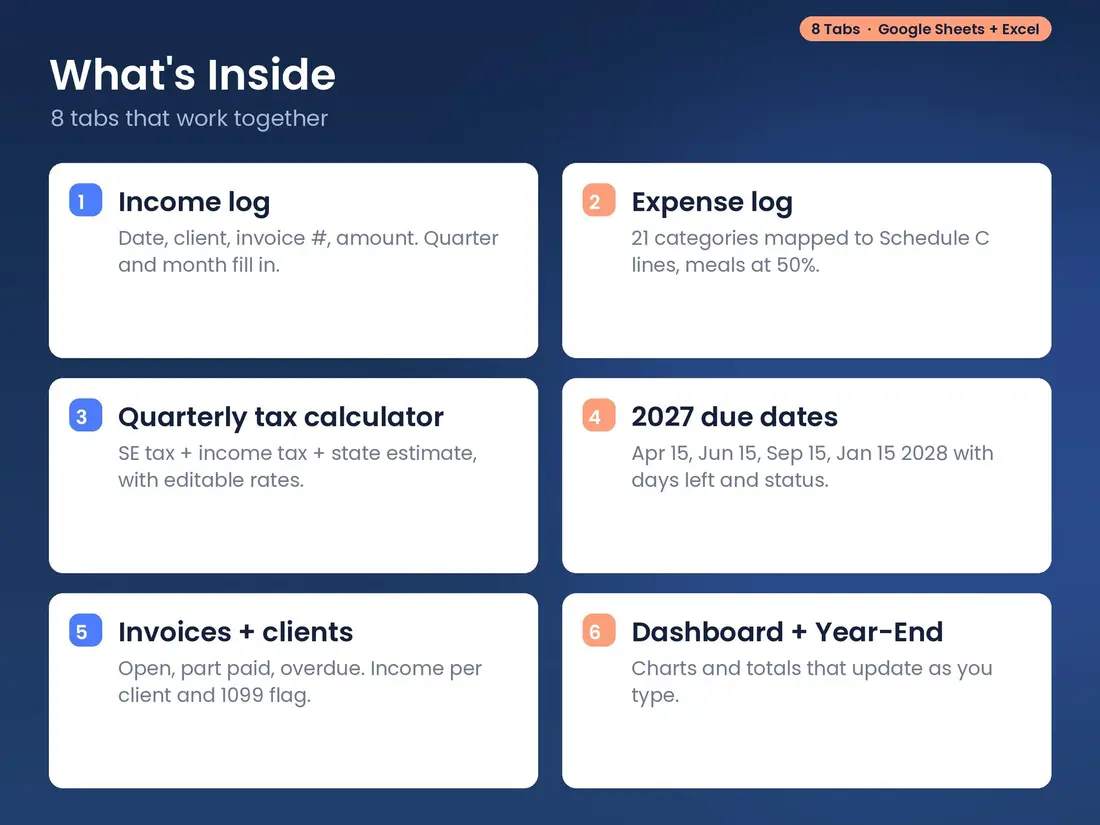 8 Tabs · Google Sheets + Excel
What's Inside
8 tabs that work together
1
Income log
Date, client, invoice #, amount. Quarter
and month fill in.
2
Expense log
21 categories mapped to Schedule C
lines, meals at 50%.
3
Quarterly tax calculator
SE tax + income tax + state estimate,
with editable rates.
4
2027 due dates
Apr 15, Jun 15, Sep 15, Jan 15 2028 with
days left and status.
5
Invoices + clients
Open, part paid, overdue. Income per
client and 1099 flag.
6
Dashboard + Year-End
Charts and totals that update as you
type.